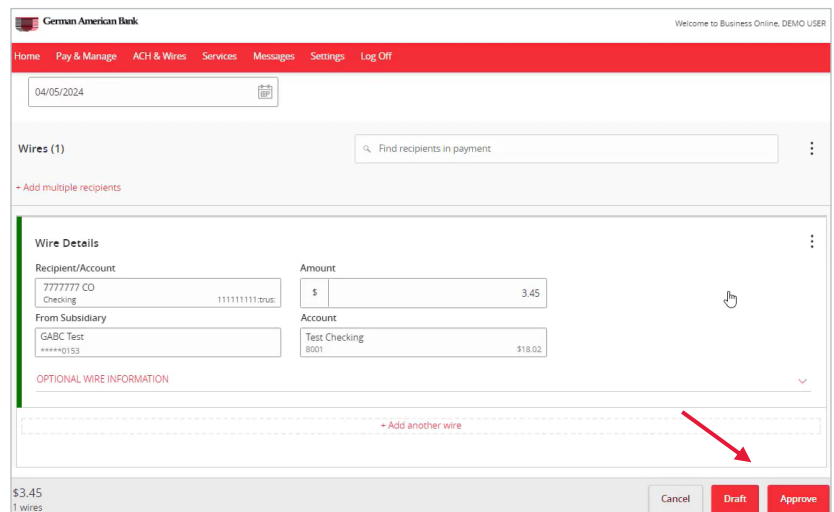 German American Bank
Welcome to Business Online, DEMO USER
Home Pay & Manage ACH & Wires Services Messages Settings Log Off
04/05/2024
Wires (1)
Find recipients in payment
+ Add multiple recipients
Wire Details
Recipient/Account Amount
7777777 CO
Checking 111111111:trus:
$ 3.45
From Subsidiary Account
GABC Test Test Checking
*****0153 8001 $18.02
OPTIONAL WIRE INFORMATION
+ Add another wire
$3.45
1 wires
Cancel Draft Approve